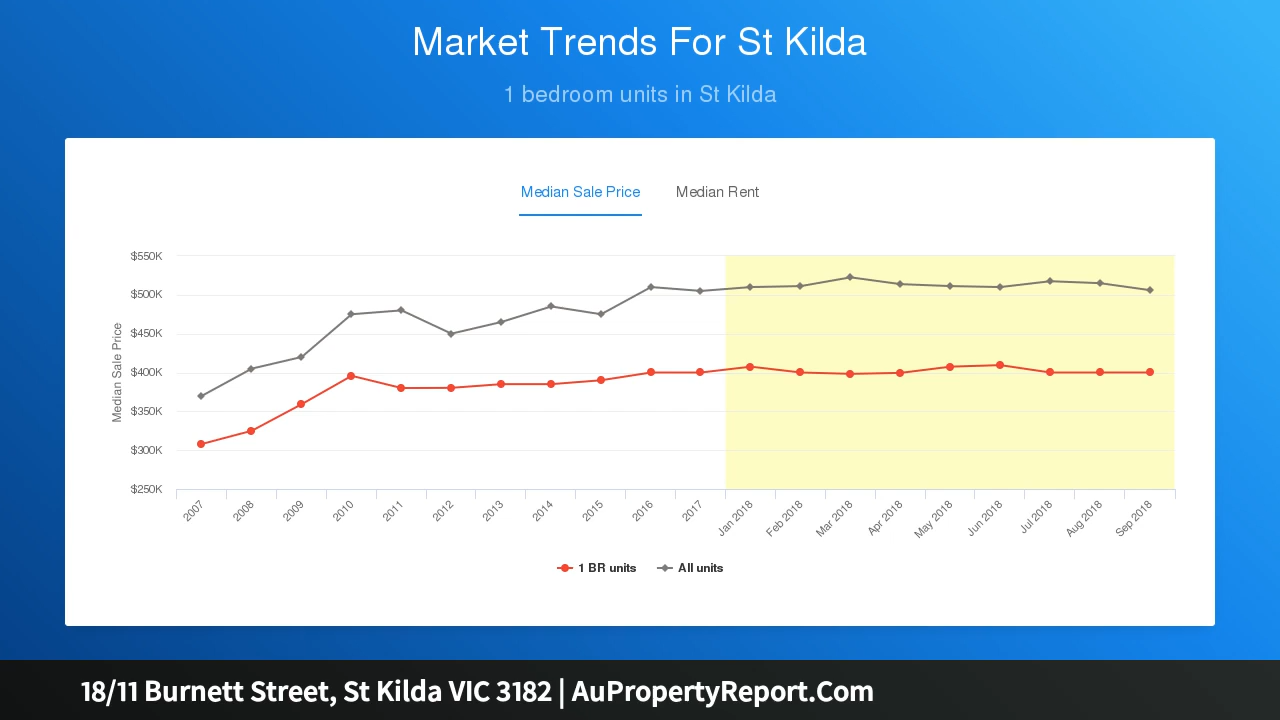 Market Trends For St Kilda
1 bedroom units in St Kilda
Median Sale Price Median Rent
Median Sale Price
$550K
$500K
$450K
$400K
$350K
$300K
$250K
2007 2008 2009 2010 2011 2012 2013 2014 2015 2016 2017 Jan 2018 Feb 2018 Mar 2018 Apr 2018 May 2018 Jun 2018 Jul 2018 Aug 2018 Sep 2018
1 BR units All units
18/11 Burnett Street, St Kilda VIC 3182 | AuPropertyReport.Com